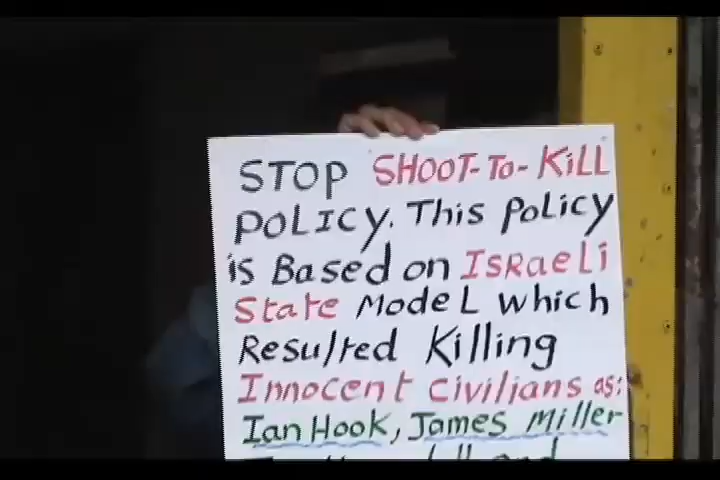 STOP SHOOT-To-KiLL
POLICY. This Policy
is Based on ISRaeLi
State Model which
Resulted Killing
Innocent civilians as:
Ian Hook, James Miller